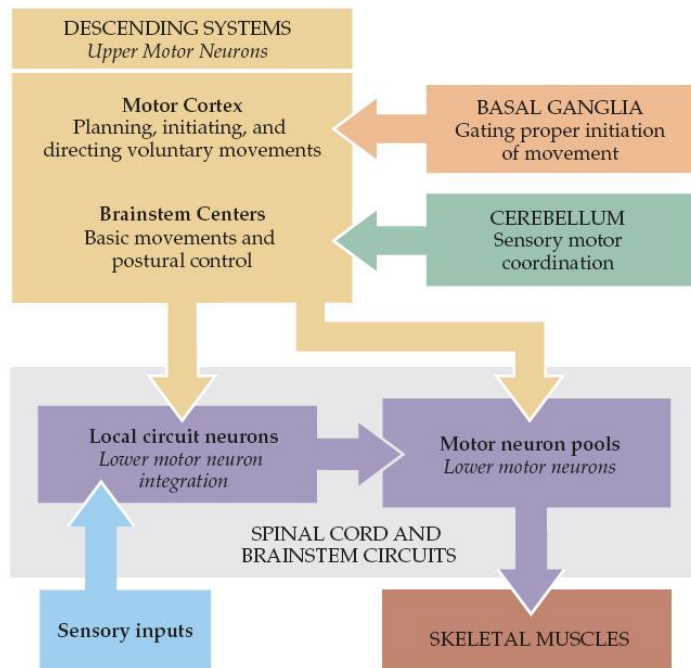 DESCENDING SYSTEMS
Upper Motor Neurons
Motor Cortex
Planning, initiating, and
directing voluntary movements
BASAL GANGLIA
Gating proper initiation
of movement
Brainstem Centers
Basic movements and
postural control
CEREBELLUM
Sensory motor
coordination
Local circuit neurons
Lower motor neuron
integration
Motor neuron pools
Lower motor neurons
SPINAL CORD AND
BRAINSTEM CIRCUITS
Sensory inputs
SKELETAL MUSCLES